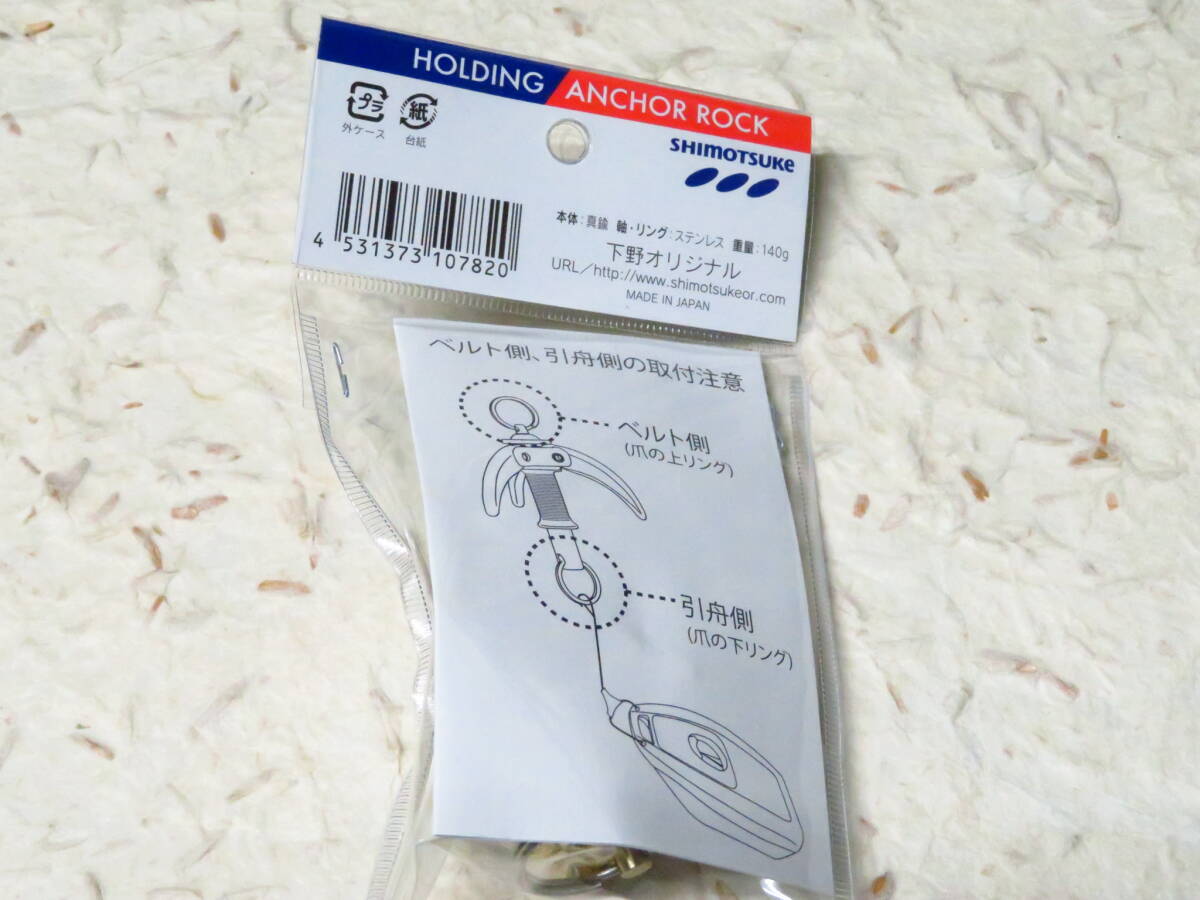 HOLDING ANCHOR ROCK
プラ
外ケース
紙
台紙
SHIMOTSUKE
4 531373 107820
本体:真鍮 軸・リング:ステンレス 重量:140g
下野オリジナル
URL/http://www.shimotsukeor.com
MADE IN JAPAN
ベルト側、引舟側の取付注意
ベルト側
(爪の上リング)
引舟側
(爪の下リング)